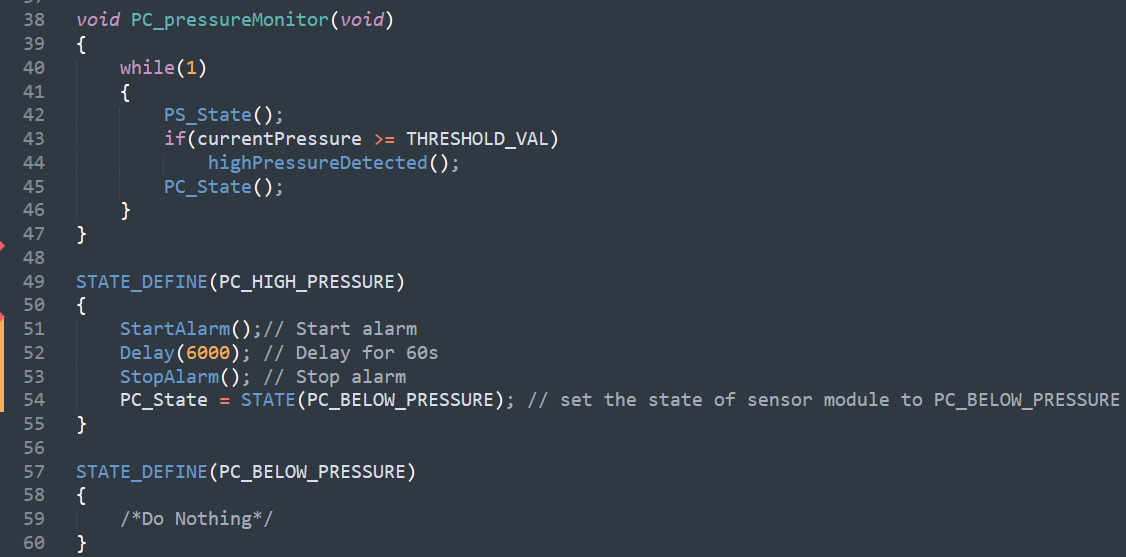 38 void PC_pressureMonitor(void)
39 {
40 while(1)
41 {
42 PS_State();
43 if(currentPressure >= THRESHOLD_VAL)
44 highPressureDetected();
45 PC_State();
46 }
47 }
48
49 STATE_DEFINE(PC_HIGH_PRESSURE)
50 {
51 StartAlarm();// Start alarm
52 Delay(6000); // Delay for 60s
53 StopAlarm(); // Stop alarm
54 PC_State = STATE(PC_BELOW_PRESSURE); // set the state of sensor module to PC_BELOW_PRESSURE
55 }
56
57 STATE_DEFINE(PC_BELOW_PRESSURE)
58 {
59 /*Do Nothing*/
60 }